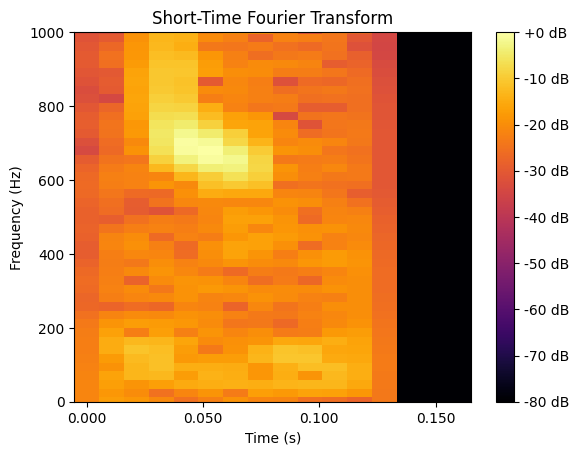 Short-Time Fourier Transform
1000
800
600
400
200
0
Frequency (Hz)
0.000
0.050
0.100
0.150
Time (s)
+0 dB
-10 dB
-20 dB
-30 dB
-40 dB
-50 dB
-60 dB
-70 dB
-80 dB